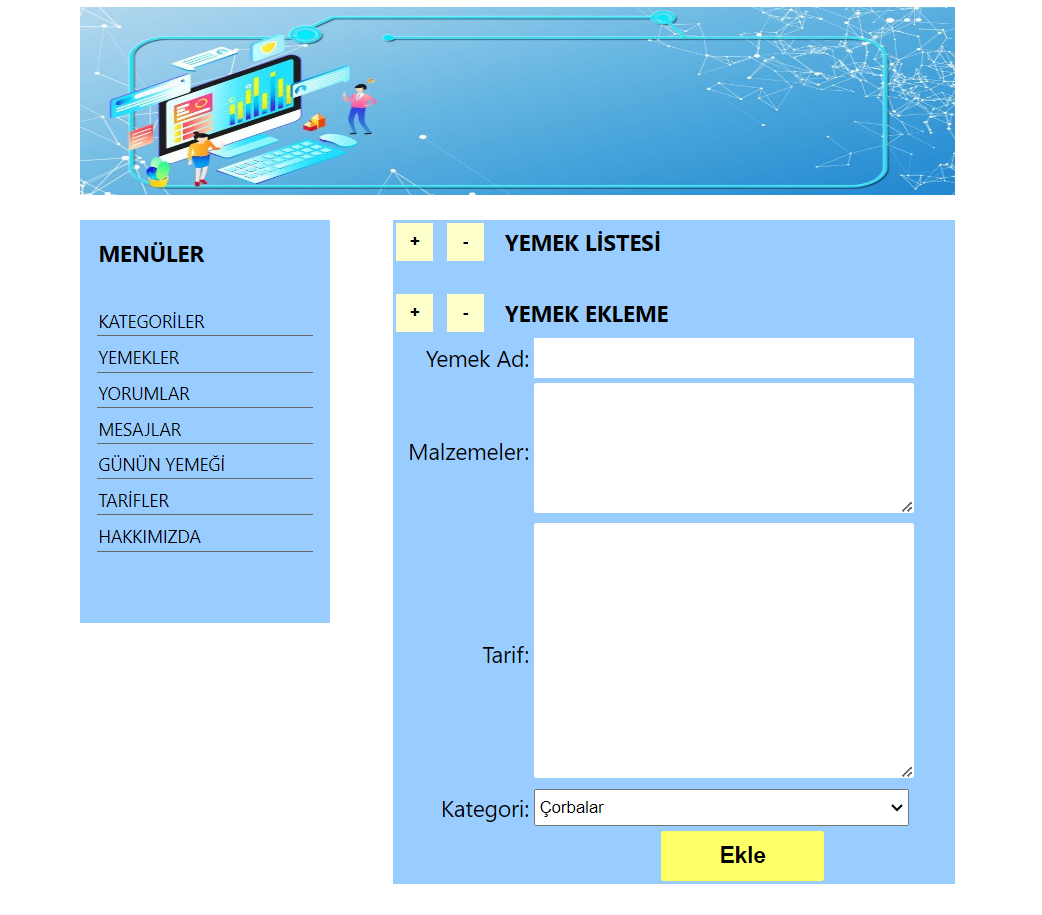 MENÜLER
KATEGORİLER
YEMEKLER
YORUMLAR
MESAJLAR
GÜNÜN YEMEĞİ
TARİFLER
HAKKIMIZDA
+ - YEMEK LİSTESİ
+ - YEMEK EKLEME
Yemek Ad:
Malzemeler:
Tarif:
Kategori: Çorbalar
Ekle